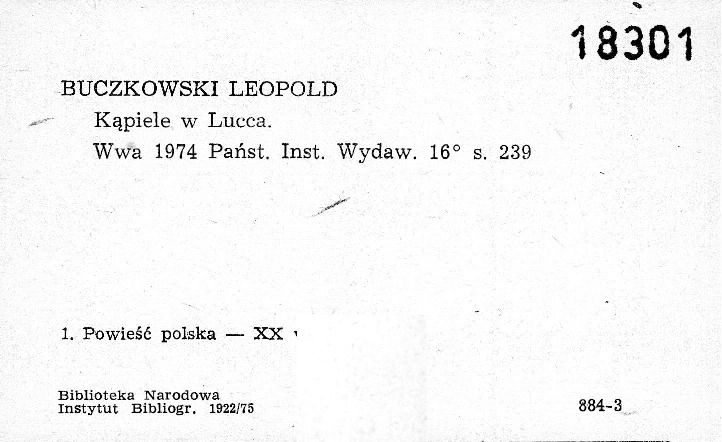 18301
BUCZKOWSKI LEOPOLD
Kąpiele w Lucca.
Wwa 1974 Państ. Inst. Wydaw. 16° s. 239
1. Powieść polska — XX
Biblioteka Narodowa
Instytut Bibliogr. 1922/75
884-3